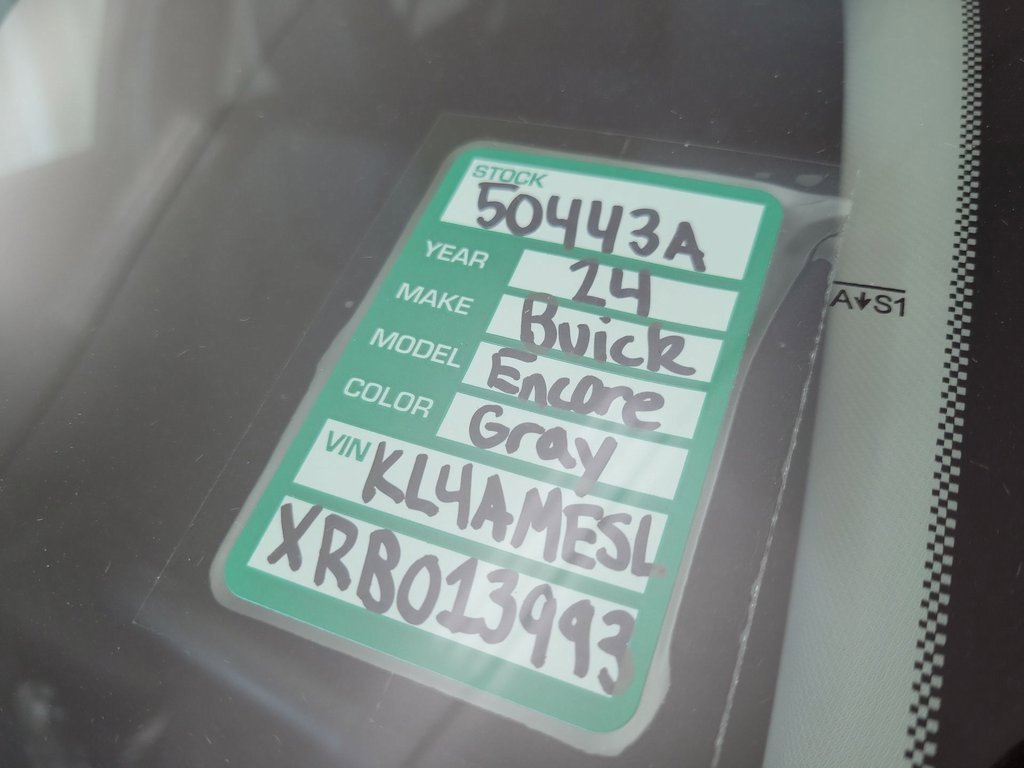 STOCK
50443A
YEAR 24
MAKE Buick
MODEL Encore
COLOR Gray
VIN KL4AMESL
XRB013993
A↓S1